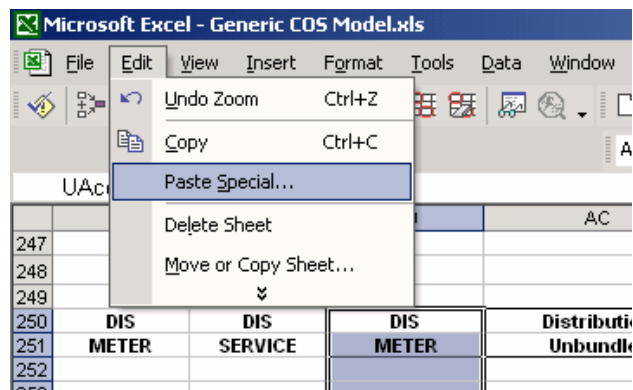 Microsoft Excel - Generic COS Model.xls
File Edit View Insert Format Tools Data Window
Undo Zoom Ctrl+Z
Copy Ctrl+C
Paste Special...
UAcc
Delete Sheet
AC
247
Move or Copy Sheet...
248
249
250 DIS DIS DIS Distributi
251 METER SERVICE METER Unbundle
252